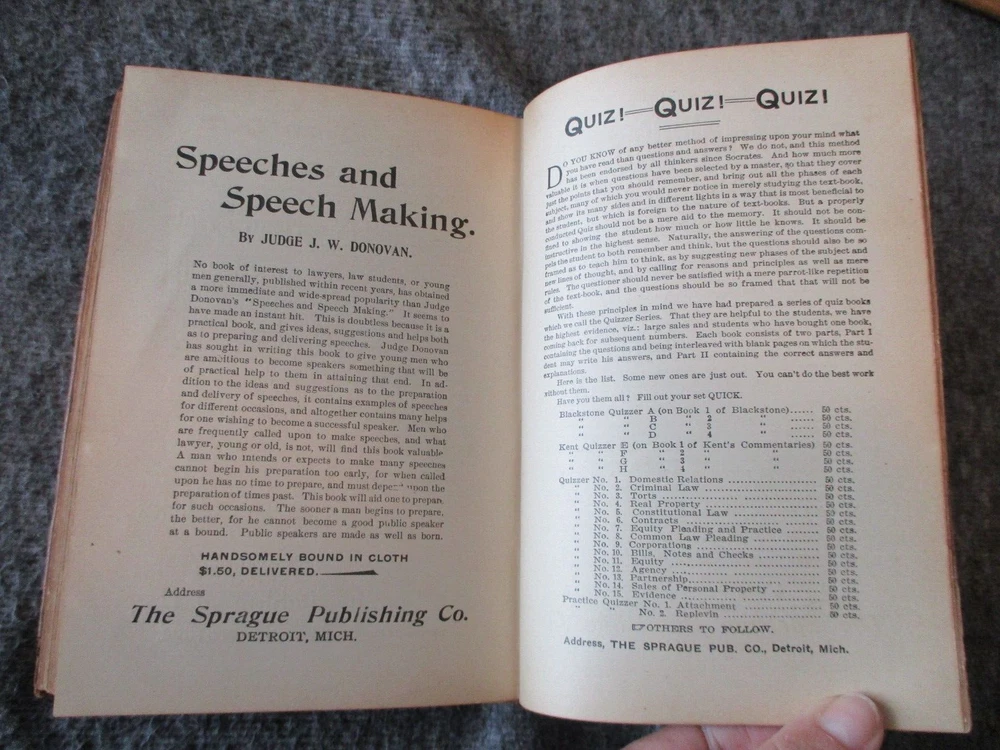 Speeches and
Speech Making.
By JUDGE J. W. DONOVAN.
No book of interest to lawyers, law students, or young
men generally, published within recent years, has obtained
a more immediate and wide-spread popularity than Judge
Donovan's "Speeches and Speech Making." It seems to
have made an instant hit. This is doubtless because it is a
practical book, and gives ideas, suggestions and helps both
as to preparing and delivering speeches. Judge Donovan
has sought in writing this book to give young men who
are ambitious to become speakers something that will be
of practical help to them in attaining that end. In ad-
dition to the ideas and suggestions as to the preparation
and delivery of speeches, it contains examples of speeches
for different occasions, and altogether contains many helps
for one wishing to become a successful speaker. Men who
are frequently called upon to make speeches, and what
lawyer, young or old, is not, will find this book valuable.
A man who intends or expects to make many speeches
cannot begin his preparation too early, for when called
upon he has no time to prepare, and must upon the
preparation of times past. This book will aid one to prepare
for such occasions. The sooner a man begins to prepare,
the better, for he cannot become a good public speaker
at a bound. Public speakers are made as well as born.
HANDSOMELY BOUND IN CLOTH
$1.50, DELIVERED.
Address
The Sprague Publishing Co.
DETROIT, MICH.
QUIZ!—QUIZ!—QUIZ!
DO YOU KNOW of any better method of impressing upon your mind what
you have read than questions and answers? We do not, and this method
has been endorsed by all thinkers since Socrates. And how much more
valuable it is when questions have been selected by a master, so that they cover
just the points that you should remember, and bring out all the phases of each
subject, many of which you would never notice in merely studying the text-book,
and show its many sides and in different lights in a way that is most beneficial to
the student, but which is foreign to the nature of text-books. But a properly
conducted Quiz should not be a mere aid to the memory. It should not be con-
fined to showing the student how much or how little he knows. It should be
instructive in the highest sense. Naturally, the answering of the questions com-
pels the student to both remember and think, but the questions should also be so
framed as to teach him to think, as by suggesting new phases of the subject and
new lines of thought, and by calling for reasons and principles as well as mere
rules. The questioner should never be satisfied with a mere parrot-like repetition
of the text-book, and the questions should be so framed that that will not be
sufficient.
With these principles in mind we have had prepared a series of quiz books
which we call the Quizzer Series. That they are helpful to the students, we have
the highest evidence, viz.: large sales and students who have bought one book,
coming back for subsequent numbers. Each book consists of two parts, Part I
containing the questions and being interleaved with blank pages on which the stu-
dent may write his answers, and Part II containing the correct answers and
explanations.
Here is the list. Some new ones are just out. You can't do the best work
without them.
Have you them all? Fill out your set QUICK.
Blackstone Quizzer A (on Book 1 of Blackstone)...... 50 cts.
" " B " 2 " ...... 50 cts.
" " C " 3 " ...... 50 cts.
" " D " 4 " ...... 50 cts.
Kent Quizzer E (on Book 1 of Kent's Commentaries) 50 cts.
" " F " 2 " " 50 cts.
" " G " 3 " " 50 cts.
" " H " 4 " " 50 cts.
Quizzer No. 1. Domestic Relations ........ 50 cts.
" No. 2. Criminal Law ........ 50 cts.
" No. 3. Torts ........ 50 cts.
" No. 4. Real Property ........ 50 cts.
" No. 5. Constitutional Law ........ 50 cts.
" No. 6. Contracts ........ 50 cts.
" No. 7. Equity Pleading and Practice ........ 50 cts.
" No. 8. Common Law Pleading ........ 50 cts.
" No. 9. Corporations ........ 50 cts.
" No. 10. Bills, Notes and Checks ........ 50 cts.
" No. 11. Equity ........ 50 cts.
" No. 12. Agency ........ 50 cts.
" No. 13. Partnership ........ 50 cts.
" No. 14. Sales of Personal Property ........ 50 cts.
" No. 15. Evidence ........ 50 cts.
Practice Quizzer No. 1. Attachment ........ 50 cts.
" " No. 2. Replevin ........ 50 cts.
☞OTHERS TO FOLLOW.
Address, THE SPRAGUE PUB. CO., Detroit, Mich.